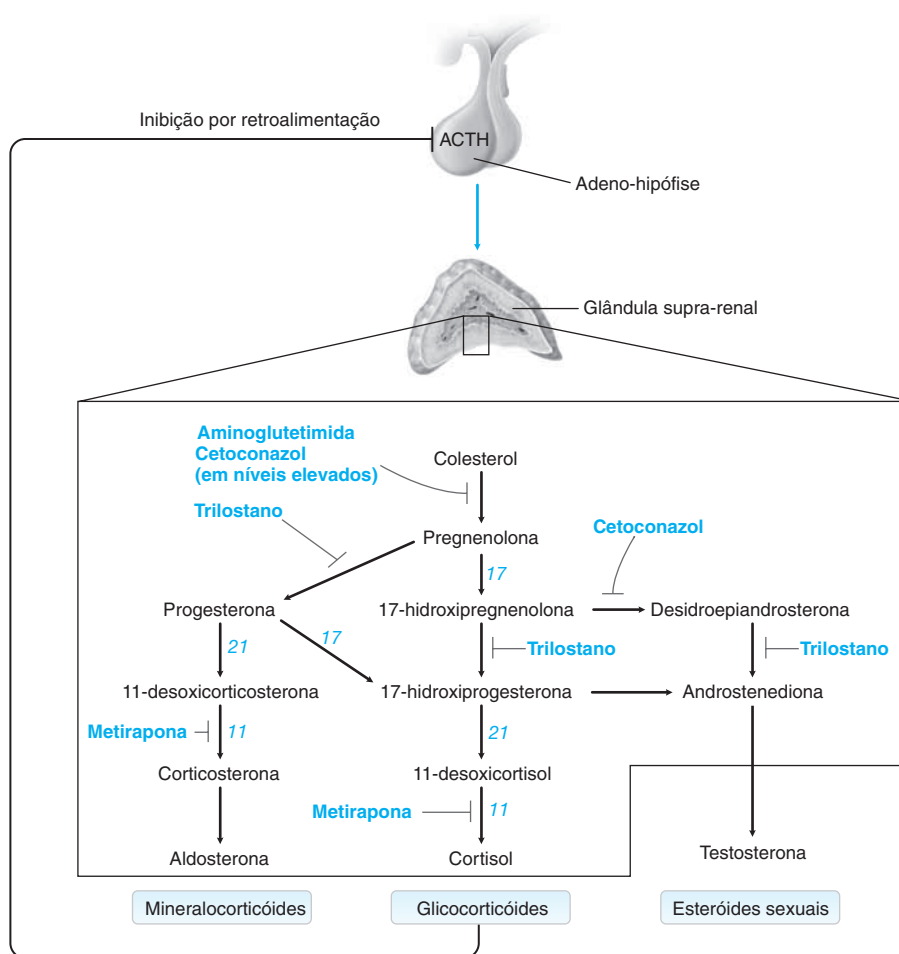 Inibição por retroalimentação
ACTH
Adeno-hipófise
Glândula supra-renal
Aminoglutetimida
Cetoconazol
(em níveis elevados)
Colesterol
Trilostano
Pregnenolona
Cetoconazol
17
Progesterona
17-hidroxipregnenolona
Desidroepiandrosterona
21
17
Trilostano
Trilostano
11-desoxicorticosterona
17-hidroxiprogesterona
Androstenediona
Metirapona
11
21
Corticosterona
11-desoxicortisol
Metirapona
11
Aldosterona
Cortisol
Testosterona
Mineralocorticóides
Glicocorticóides
Esteróides sexuais